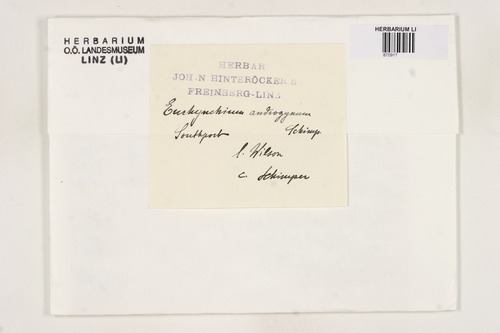 HERBARIUM
O.Ö. LANDESMUSEUM
LINZ (LI)
HERBARIUM LI
HERBAR
JOH. N. HINTERÖCKER S.
FREINBERG-LINZ
Eurhynchium androgynum
Southport Schimp
l. Wilson
c. Schimper